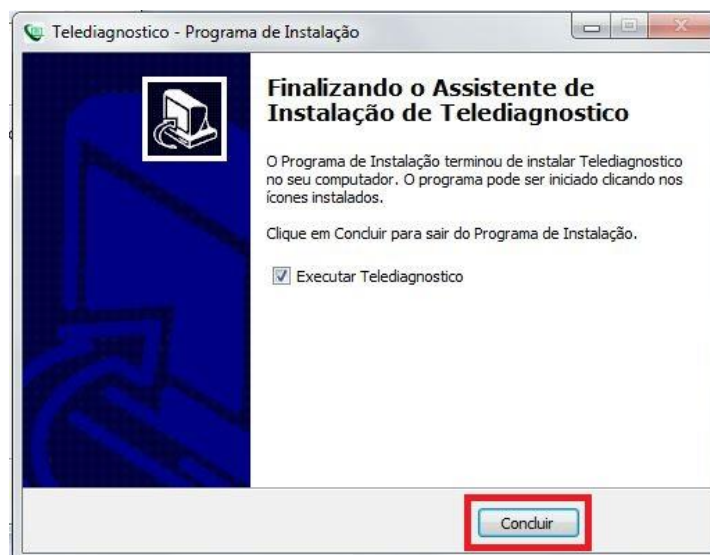 Telediagnostico - Programa de Instalação
Finalizando o Assistente de
Instalação de Telediagnostico
O Programa de Instalação terminou de instalar Telediagnostico
no seu computador. O programa pode ser iniciado clicando nos
ícones instalados.
Clique em Concluir para sair do Programa de Instalação.
Executar Telediagnostico
Concluir